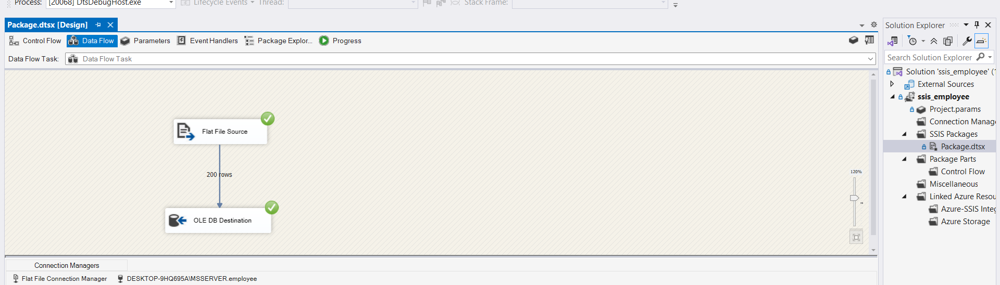 Process: [20068] DtsDebugHost.exe Lifecycle Events Thread: Stack Frame:
Package.dtsx [Design]
Control Flow Data Flow Parameters Event Handlers Package Explor... Progress
Data Flow Task: Data Flow Task
Flat File Source
200 rows
OLE DB Destination
120%
Connection Managers
Flat File Connection Manager DESKTOP-9HQ695A\MSSERVER.employee
Solution Explorer
Search Solution Explorer
Solution 'ssis_employee' (
External Sources
ssis_employee
Project.params
Connection Manag
SSIS Packages
Package.dtsx
Package Parts
Control Flow
Miscellaneous
Linked Azure Resou
Azure-SSIS Integ
Azure Storage